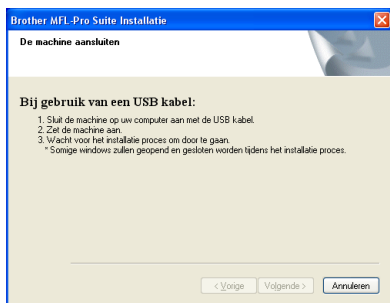 Brother MFL-Pro Suite Installatie
De machine aansluiten
Bij gebruik van een USB kabel:
1. Sluit de machine op uw computer aan met de USB kabel.
2. Zet de machine aan.
3. Wacht voor het installatie proces om door te gaan.
* Somige windows zullen geopend en gesloten worden tijdens het installatie proces.
< Vorige
Volgende >
Annuleren